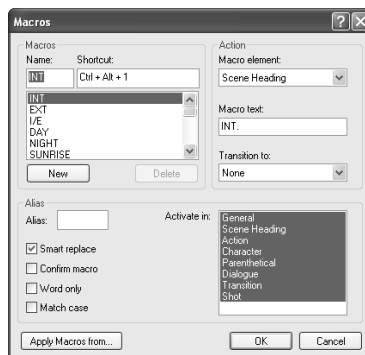 Macros
Macros
Name: Shortcut:
INT Ctrl + Alt + 1
INT
EXT
I/E
DAY
NIGHT
SUNRISE
New Delete
Action
Macro element:
Scene Heading
Macro text:
INT.
Transition to:
None
Alias
Alias:
Smart replace
Confirm macro
Word only
Match case
Activate in:
General
Scene Heading
Action
Character
Parenthetical
Dialogue
Transition
Shot
Apply Macros from... OK Cancel